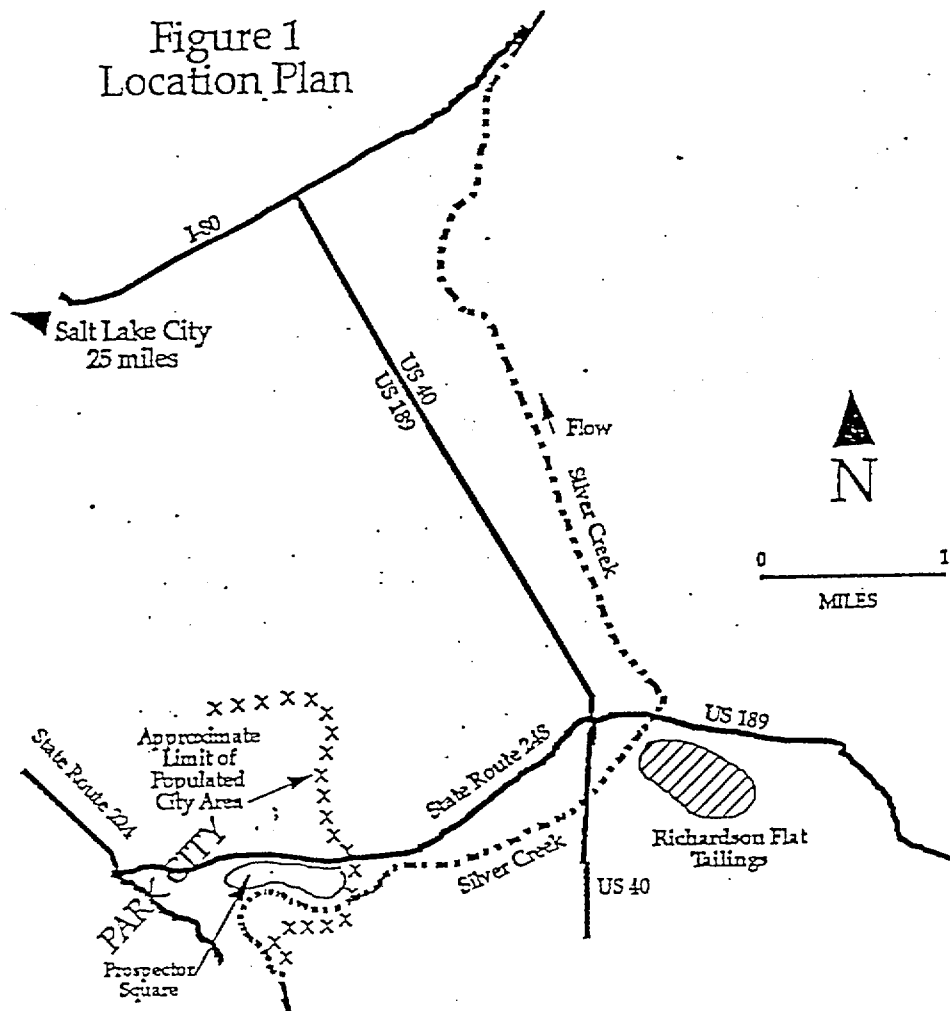 Figure 1
Location Plan
I-80
Salt Lake City
25 miles
US 40
US 189
Flow
Silver Creek
N
0 1
MILES
State Route 224
Approximate
Limit of
Populated
City Area
State Route 248
US 189
PARK CITY
Silver Creek
Richardson Flat
Tailings
US 40
Prospector
Square